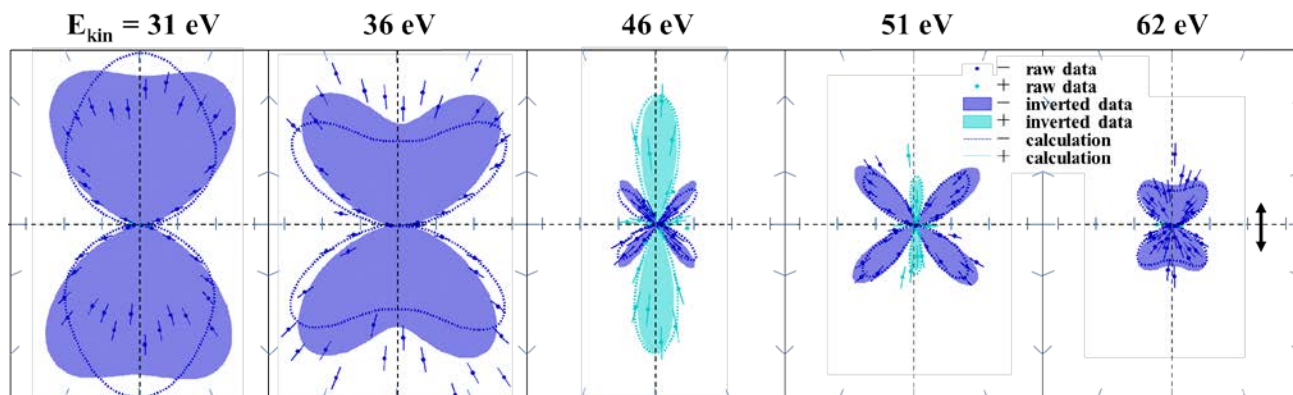 E_kin = 31 eV
36 eV
46 eV
51 eV
62 eV
− raw data
+ raw data
− inverted data
+ inverted data
− calculation
+ calculation